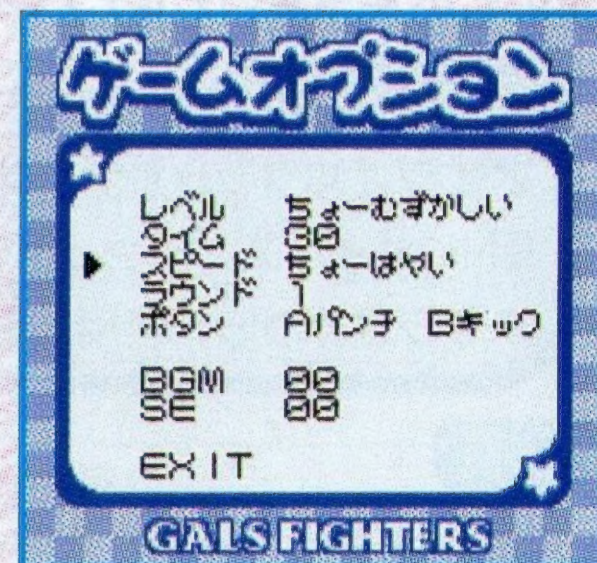 ゲームオプション
レベル ちょーむずかしい
タイム 60
スピード ちょーはやい
ラウンド 1
ボタン Aパンチ Bキック
BGM 00
SE 00
EXIT
GALS FIGHTERS